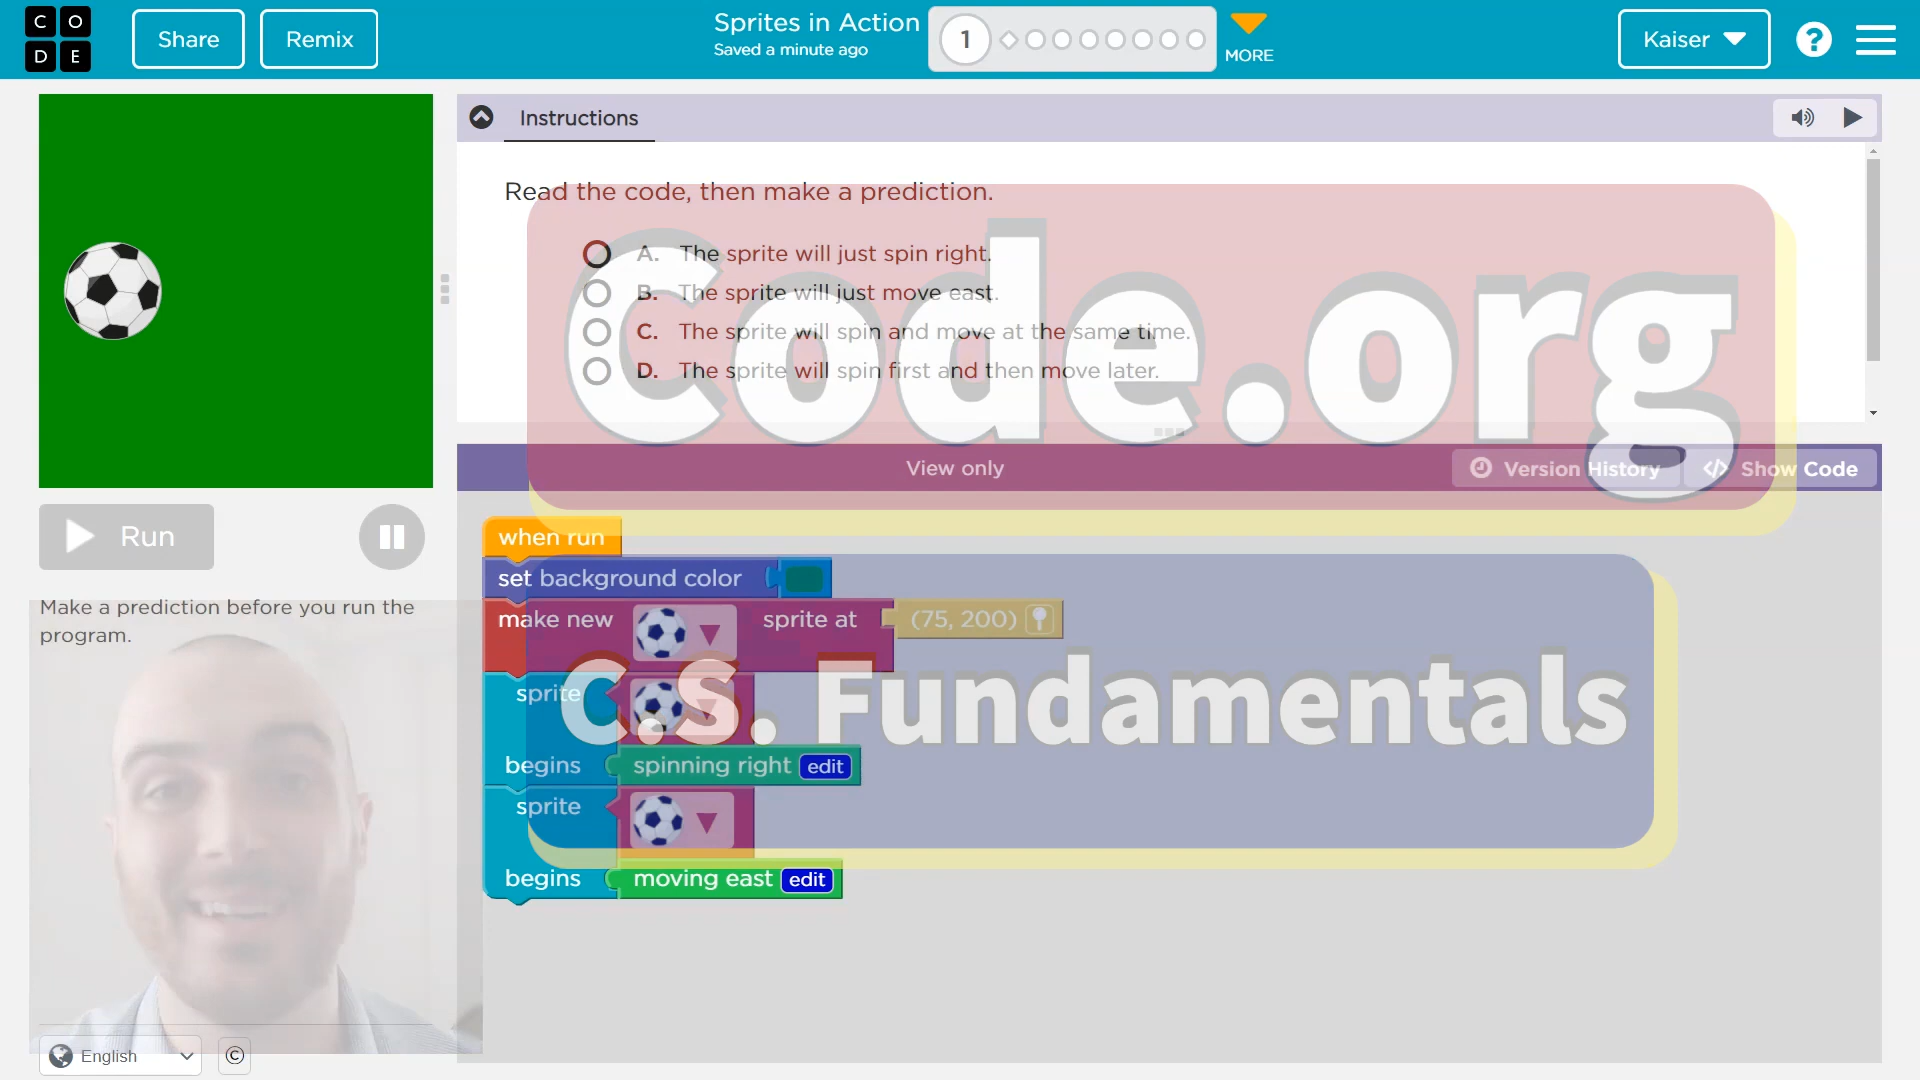 CODE
Share
Remix
Sprites in Action
Saved a minute ago
1
MORE
Kaiser
?
Instructions
Read the code, then make a prediction.
A. The sprite will just spin right.
B. The sprite will just move east.
C. The sprite will spin and move at the same time.
D. The sprite will spin first and then move later.
Code.org
View only
Version History
</> Show Code
Run
Make a prediction before you run the
program.
when run
set background color
make new sprite at (75, 200)
sprite
C.S. Fundamentals
begins spinning right edit
sprite
begins moving east edit
English
©